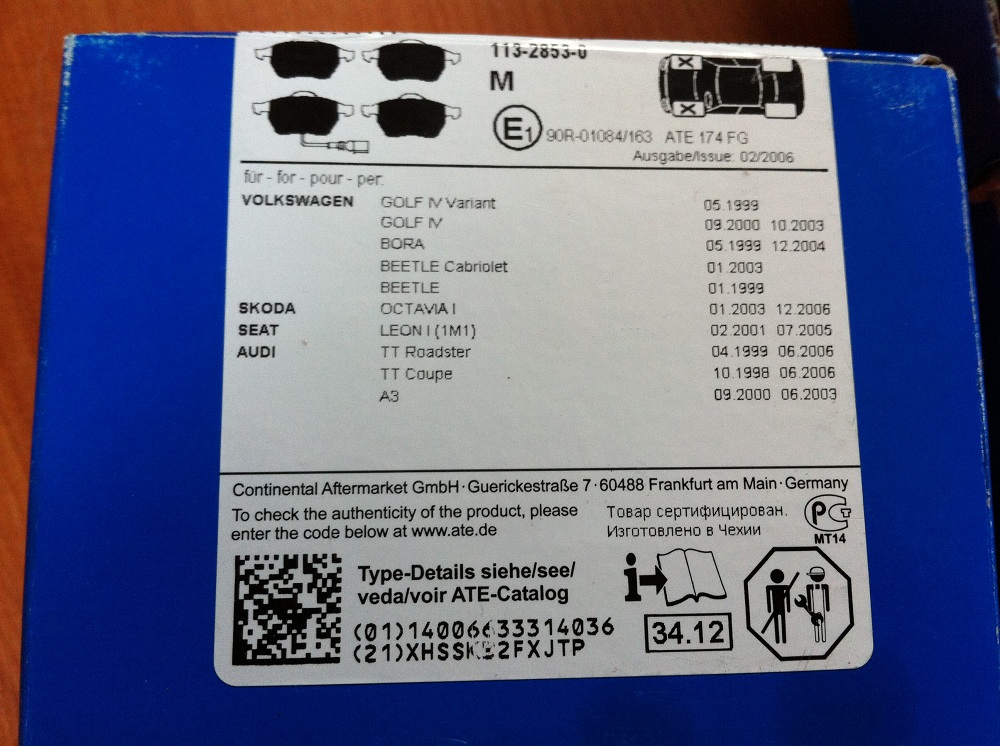 113-2853-0
M
E1 90R-01084/163 ATE 174 FG
Ausgabe/Issue: 02/2006
für - for - pour - per:
VOLKSWAGEN GOLF IV Variant 05.1999
GOLF IV 09.2000 10.2003
BORA 05.1999 12.2004
BEETLE Cabriolet 01.2003
BEETLE 01.1999
SKODA OCTAVIA I 01.2003 12.2006
SEAT LEON I (1M1) 02.2001 07.2005
AUDI TT Roadster 04.1999 06.2006
TT Coupe 10.1998 06.2006
A3 09.2000 06.2003
Continental Aftermarket GmbH · Guerickestraße 7 · 60488 Frankfurt am Main · Germany
To check the authenticity of the product, please
enter the code below at www.ate.de
Товар сертифицирован.
Изготовлено в Чехии
РСТ
МТ14
Type-Details siehe/see/
veda/voir ATE-Catalog
(01)14006633314036
34.12